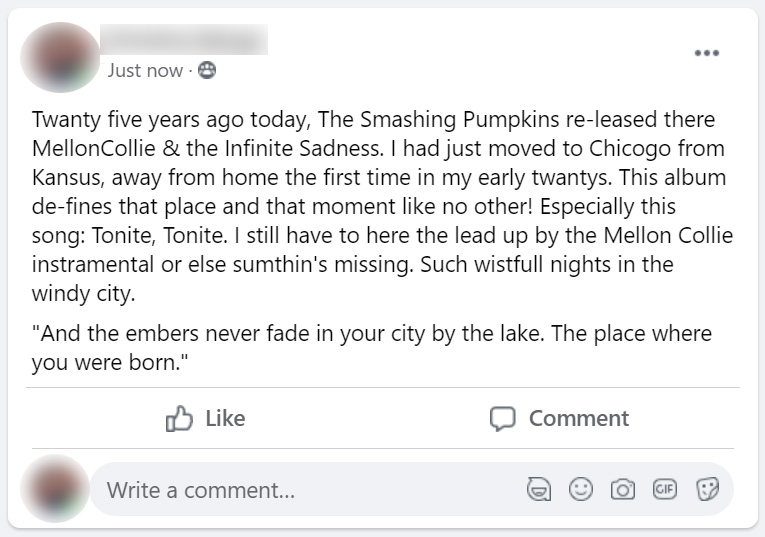 Just now ·
Twanty five years ago today, The Smashing Pumpkins re-leased there
MellonCollie & the Infinite Sadness. I had just moved to Chicogo from
Kansus, away from home the first time in my early twantys. This album
de-fines that place and that moment like no other! Especially this
song: Tonite, Tonite. I still have to here the lead up by the Mellon Collie
instramental or else sumthin's missing. Such wistfull nights in the
windy city.
"And the embers never fade in your city by the lake. The place where
you were born."
Like Comment
Write a comment... GIF